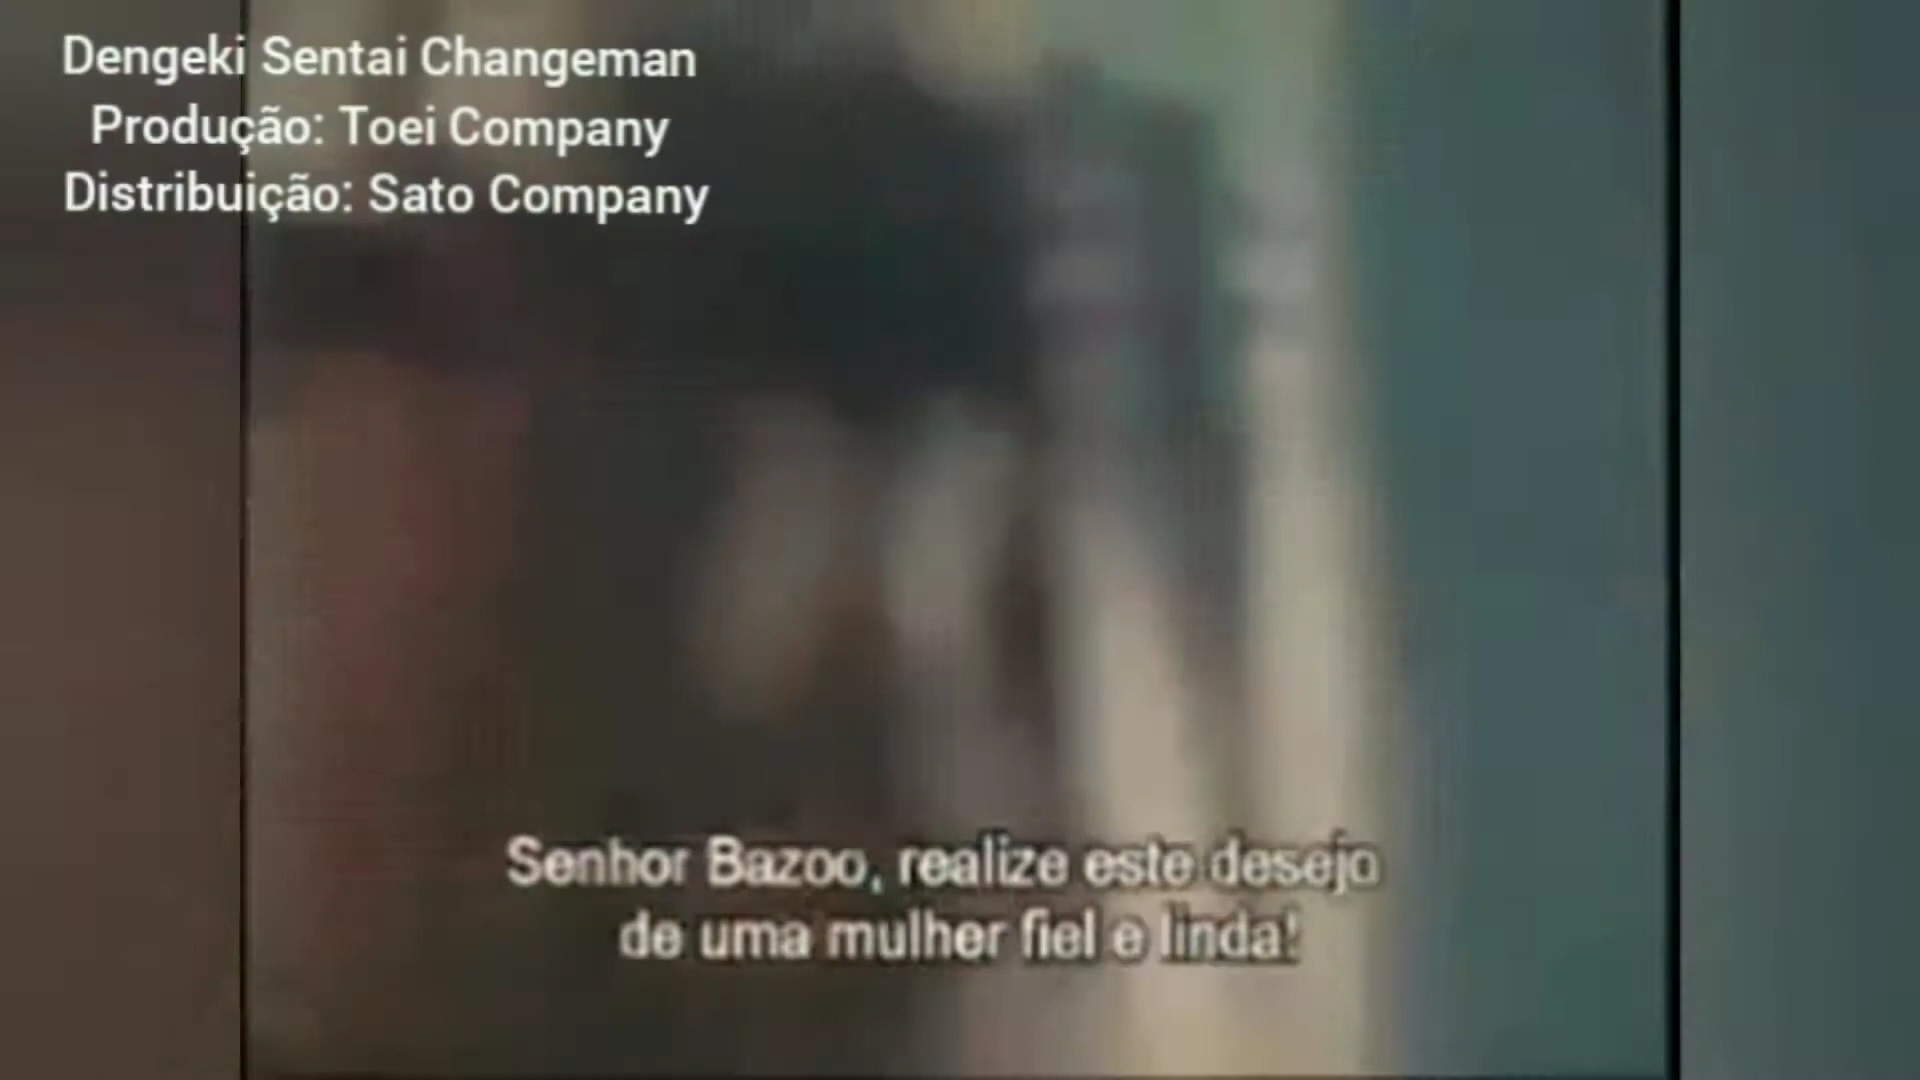 Dengeki Sentai Changeman
Produção: Toei Company
Distribuição: Sato Company
Senhor Bazoo, realize este desejo
de uma mulher fiel e linda!